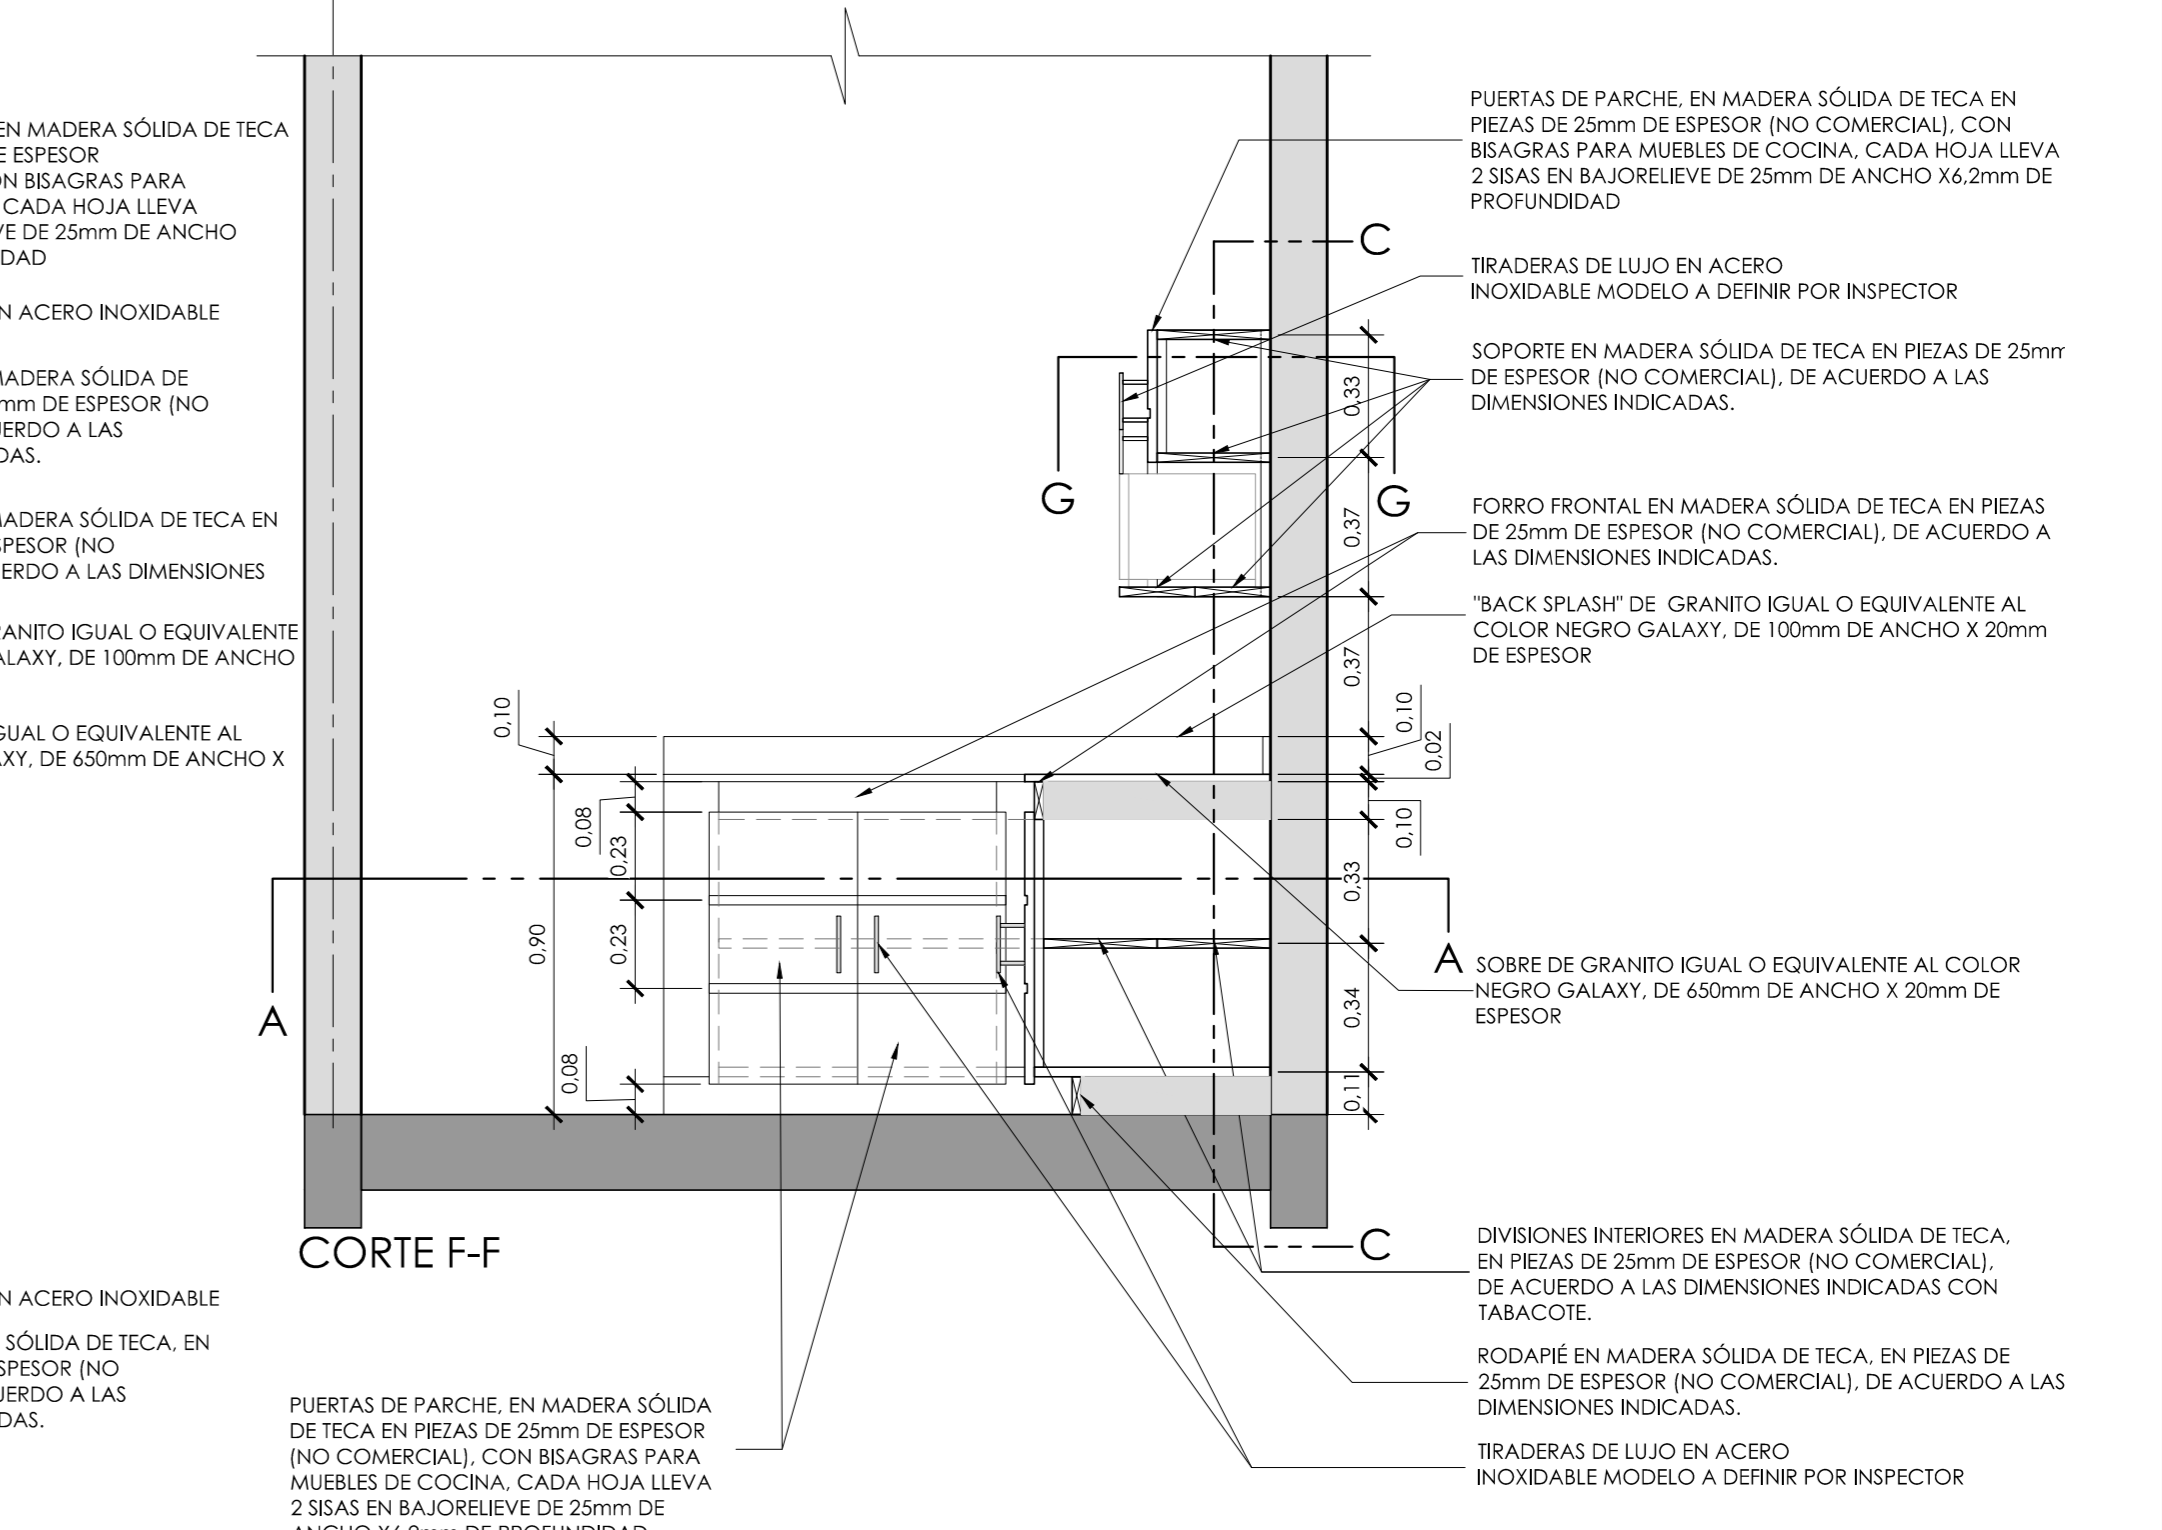 EN MADERA SÓLIDA DE TECA
E ESPESOR
ON BISAGRAS PARA
CADA HOJA LLEVA
VE DE 25mm DE ANCHO
DAD
N ACERO INOXIDABLE
MADERA SÓLIDA DE
mm DE ESPESOR (NO
UERDO A LAS
DAS.
MADERA SÓLIDA DE TECA EN
SPESOR (NO
ERDO A LAS DIMENSIONES
RANITO IGUAL O EQUIVALENTE
ALAXY, DE 100mm DE ANCHO
GUAL O EQUIVALENTE AL
AXY, DE 650mm DE ANCHO X
N ACERO INOXIDABLE
SÓLIDA DE TECA, EN
SPESOR (NO
UERDO A LAS
DAS.
PUERTAS DE PARCHE, EN MADERA SÓLIDA DE TECA EN
PIEZAS DE 25mm DE ESPESOR (NO COMERCIAL), CON
BISAGRAS PARA MUEBLES DE COCINA, CADA HOJA LLEVA
2 SISAS EN BAJORELIEVE DE 25mm DE ANCHO X6,2mm DE
PROFUNDIDAD
C
TIRADERAS DE LUJO EN ACERO
INOXIDABLE MODELO A DEFINIR POR INSPECTOR
SOPORTE EN MADERA SÓLIDA DE TECA EN PIEZAS DE 25mm
DE ESPESOR (NO COMERCIAL), DE ACUERDO A LAS
DIMENSIONES INDICADAS.
G
G
FORRO FRONTAL EN MADERA SÓLIDA DE TECA EN PIEZAS
DE 25mm DE ESPESOR (NO COMERCIAL), DE ACUERDO A
LAS DIMENSIONES INDICADAS.
"BACK SPLASH" DE GRANITO IGUAL O EQUIVALENTE AL
COLOR NEGRO GALAXY, DE 100mm DE ANCHO X 20mm
DE ESPESOR
0,33
0,37
0,37
0,10
0,02
0,10
0,33
0,34
0,11
0,10
0,90
0,08
0,23
0,23
0,08
A
A
SOBRE DE GRANITO IGUAL O EQUIVALENTE AL COLOR
NEGRO GALAXY, DE 650mm DE ANCHO X 20mm DE
ESPESOR
CORTE F-F
C
DIVISIONES INTERIORES EN MADERA SÓLIDA DE TECA,
EN PIEZAS DE 25mm DE ESPESOR (NO COMERCIAL),
DE ACUERDO A LAS DIMENSIONES INDICADAS CON
TABACOTE.
RODAPIÉ EN MADERA SÓLIDA DE TECA, EN PIEZAS DE
25mm DE ESPESOR (NO COMERCIAL), DE ACUERDO A LAS
DIMENSIONES INDICADAS.
TIRADERAS DE LUJO EN ACERO
INOXIDABLE MODELO A DEFINIR POR INSPECTOR
PUERTAS DE PARCHE, EN MADERA SÓLIDA
DE TECA EN PIEZAS DE 25mm DE ESPESOR
(NO COMERCIAL), CON BISAGRAS PARA
MUEBLES DE COCINA, CADA HOJA LLEVA
2 SISAS EN BAJORELIEVE DE 25mm DE
ANCHO X6,2mm DE PROFUNDIDAD